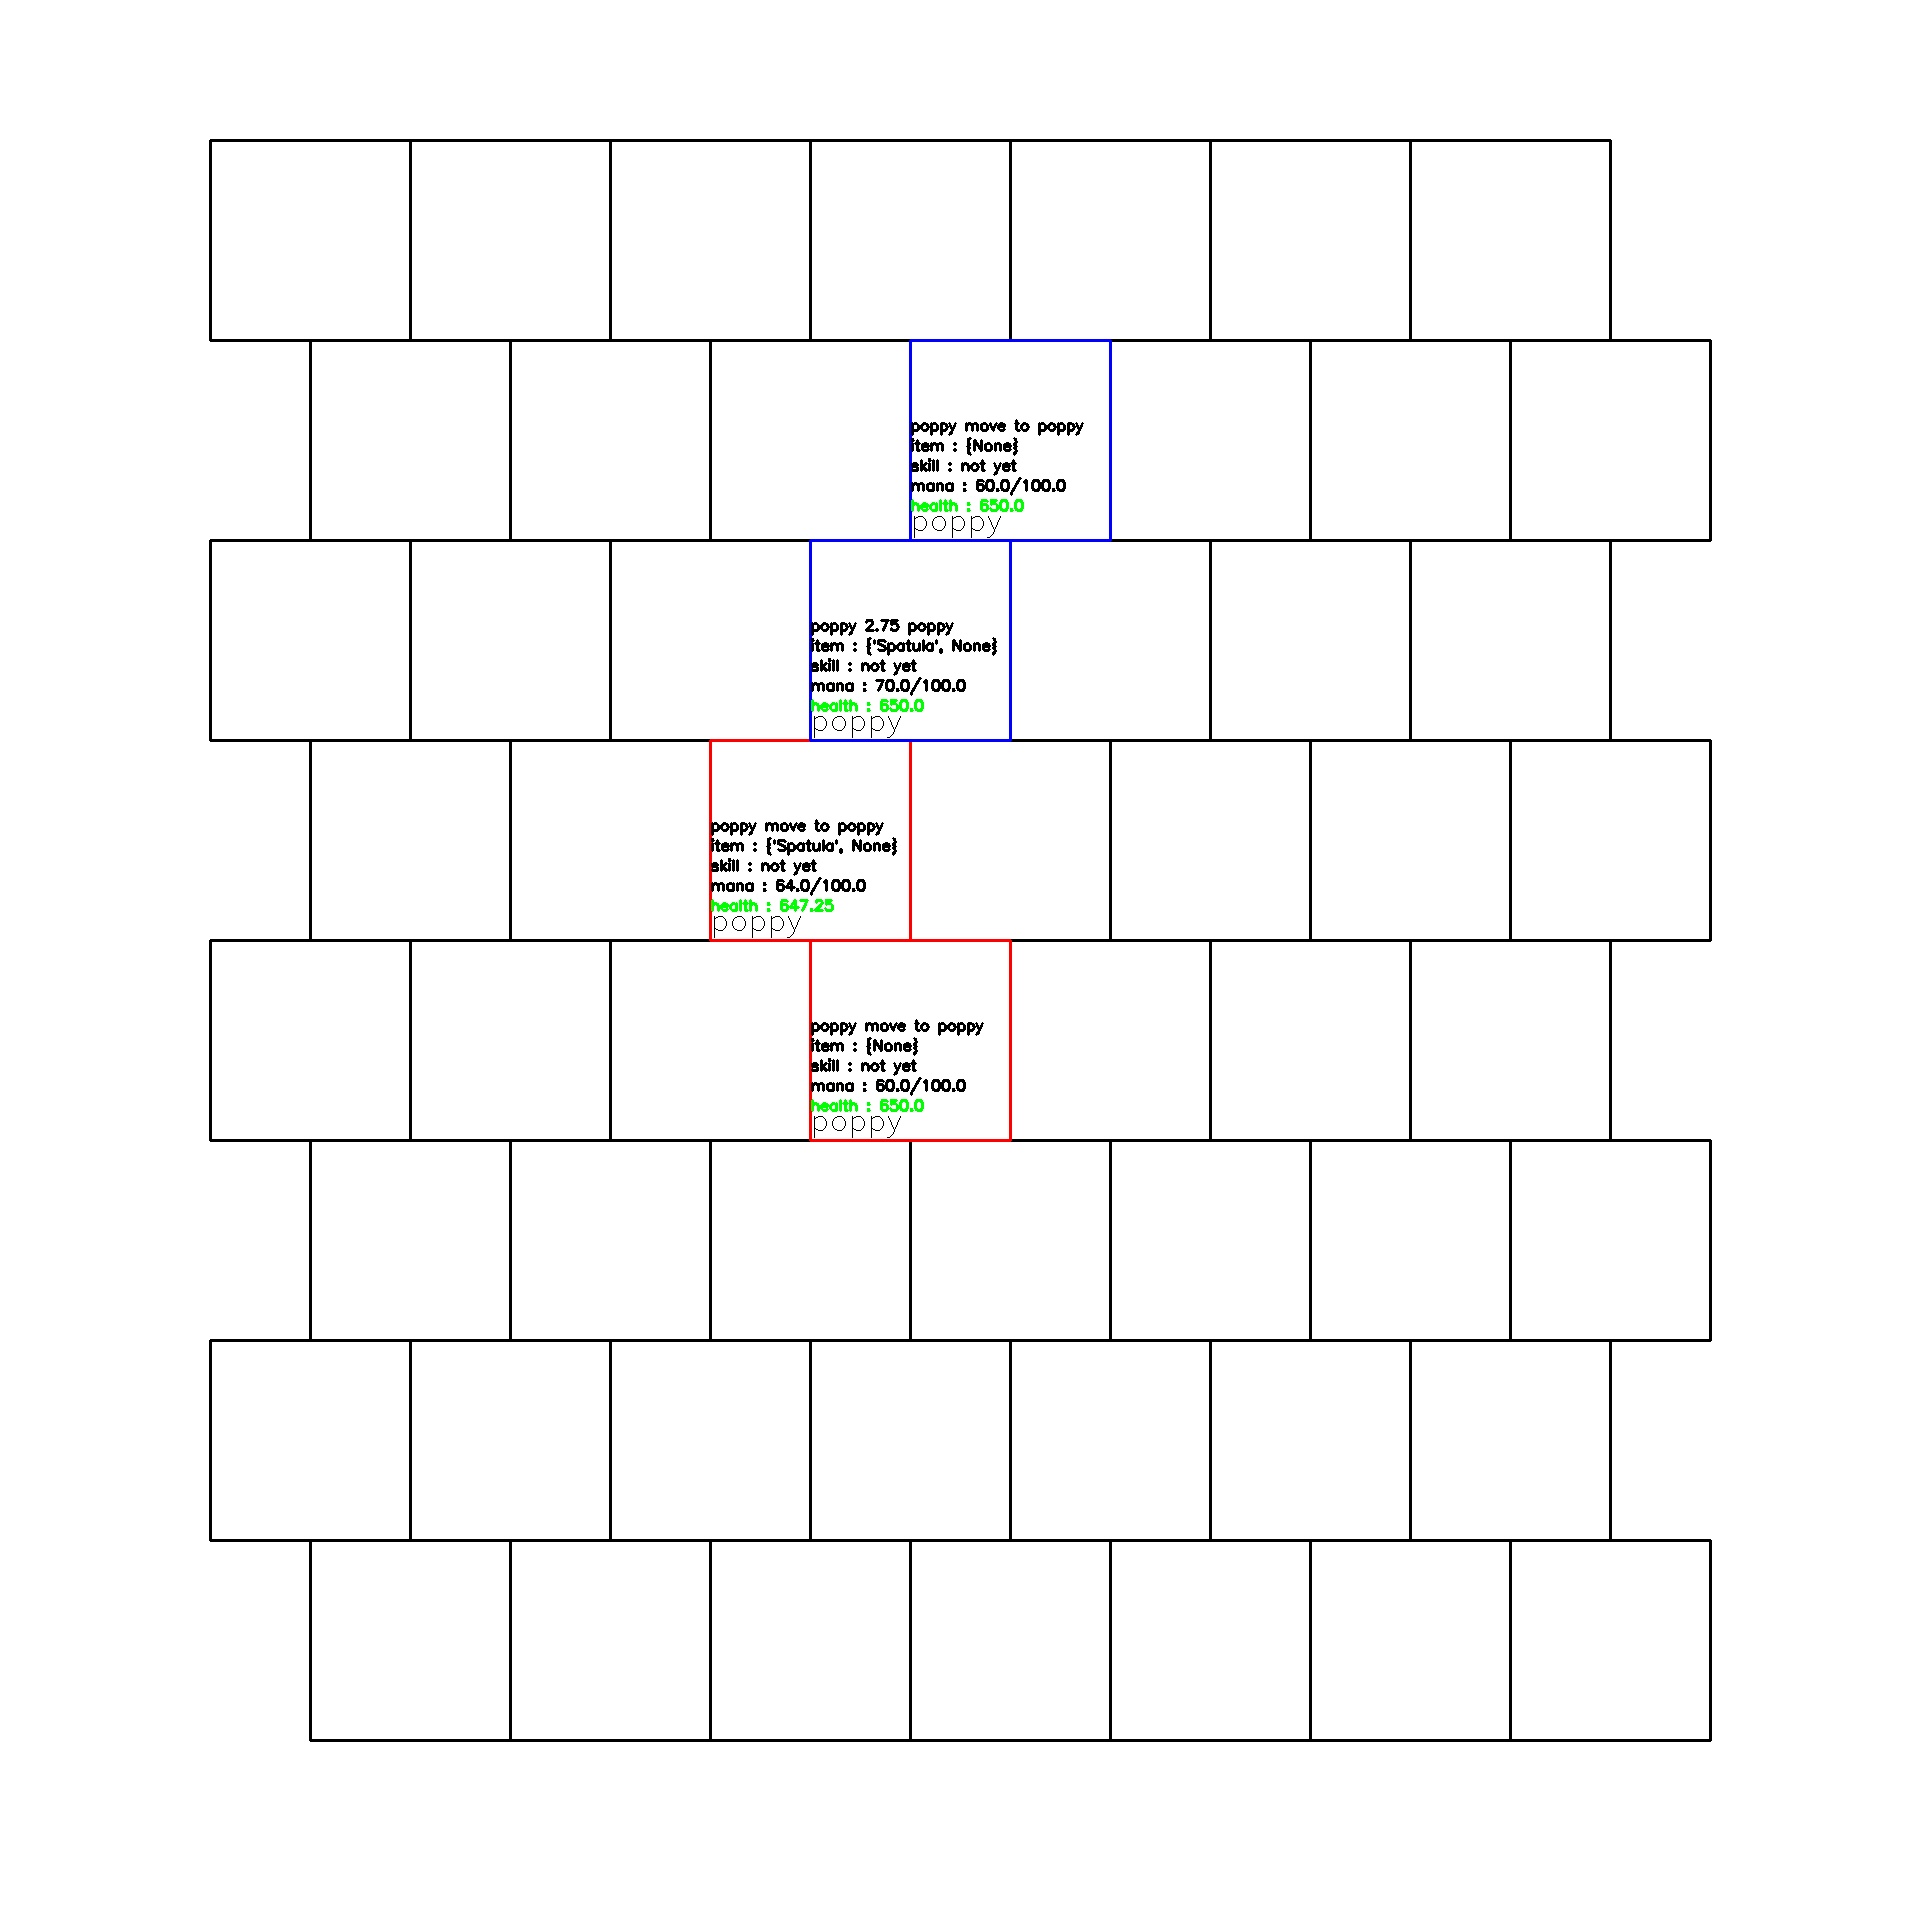 poppy move to poppy
item : {None}
skill : not yet
mana : 60.0/100.0
health : 650.0
poppy
poppy 2.75 poppy
item : {'Spatula', None}
skill : not yet
mana : 70.0/100.0
health : 650.0
poppy
poppy move to poppy
item : {'Spatula', None}
skill : not yet
mana : 64.0/100.0
health : 647.25
poppy
poppy move to poppy
item : {None}
skill : not yet
mana : 60.0/100.0
health : 650.0
poppy